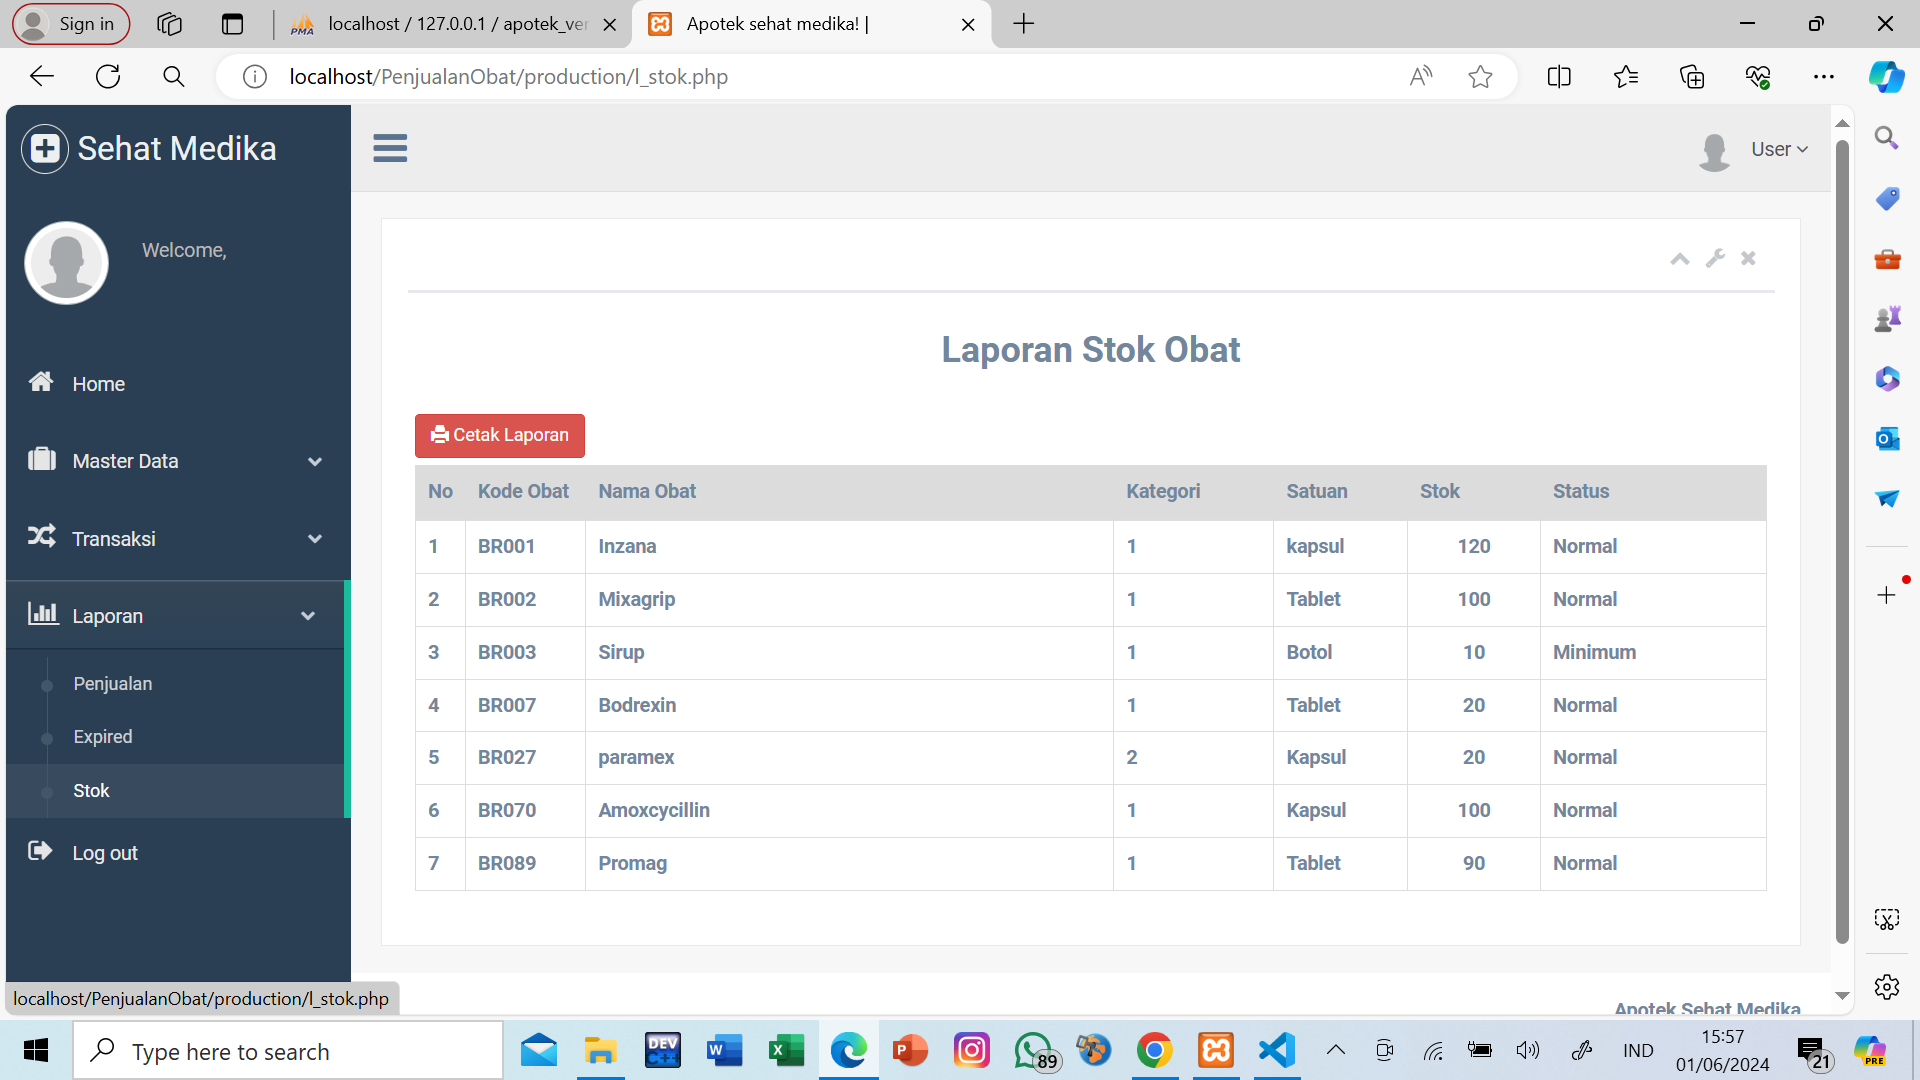 Sign in
PMA localhost / 127.0.0.1 / apotek_ver
Apotek sehat medika! |
localhost/PenjualanObat/production/l_stok.php
Sehat Medika
User
Welcome,
Home
Master Data
Transaksi
Laporan
Penjualan
Expired
Stok
Log out
Laporan Stok Obat
Cetak Laporan
No Kode Obat Nama Obat Kategori Satuan Stok Status
1 BR001 Inzana 1 kapsul 120 Normal
2 BR002 Mixagrip 1 Tablet 100 Normal
3 BR003 Sirup 1 Botol 10 Minimum
4 BR007 Bodrexin 1 Tablet 20 Normal
5 BR027 paramex 2 Kapsul 20 Normal
6 BR070 Amoxcycillin 1 Kapsul 100 Normal
7 BR089 Promag 1 Tablet 90 Normal
Apotek Sehat Medika
localhost/PenjualanObat/production/l_stok.php
Type here to search
DEV C++
89
IND
15:57
01/06/2024
21
PRE